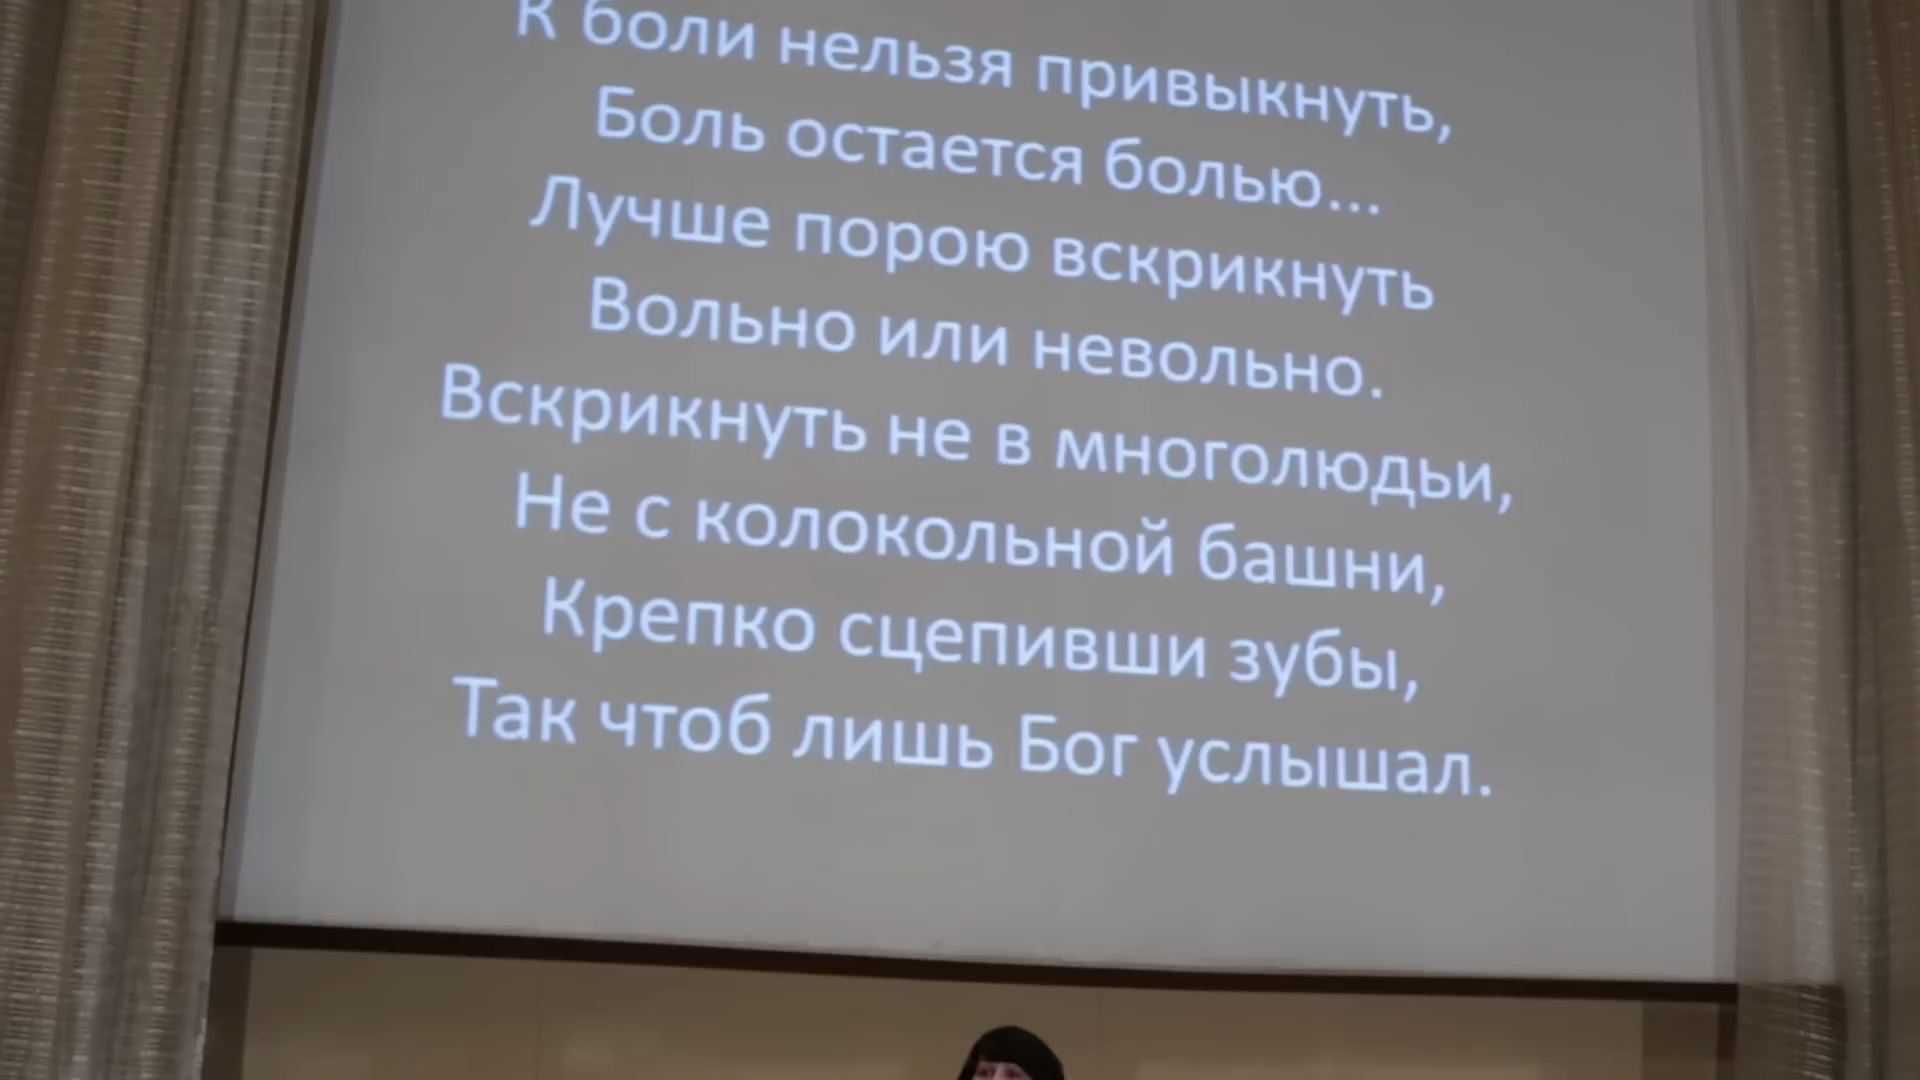 К боли нельзя привыкнуть,
Боль остается болью...
Лучше порою вскрикнуть
Вольно или невольно.
Вскрикнуть не в многолюдьи,
Не с колокольной башни,
Крепко сцепивши зубы,
Так чтоб лишь Бог услышал.